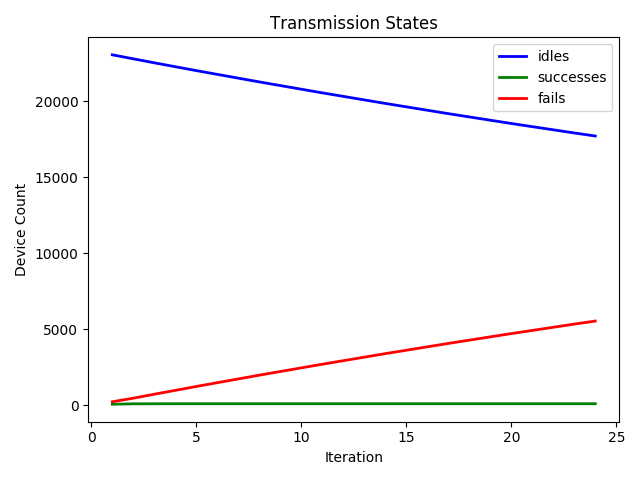 Transmission States
idles
successes
fails
20000
15000
10000
5000
0
Device Count
0 5 10 15 20 25
Iteration